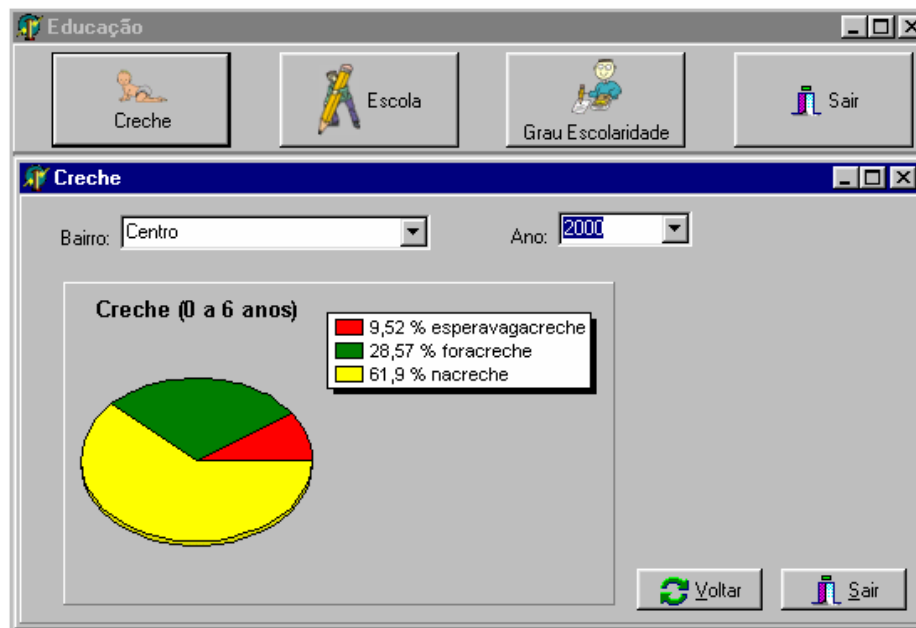 Educação
Creche
Escola
Grau Escolaridade
Sair
Creche
Bairro: Centro
Ano: 2000
Creche (0 a 6 anos)
9,52 % esperavagacreche
28,57 % foracreche
61,9 % nacreche
Voltar
Sair